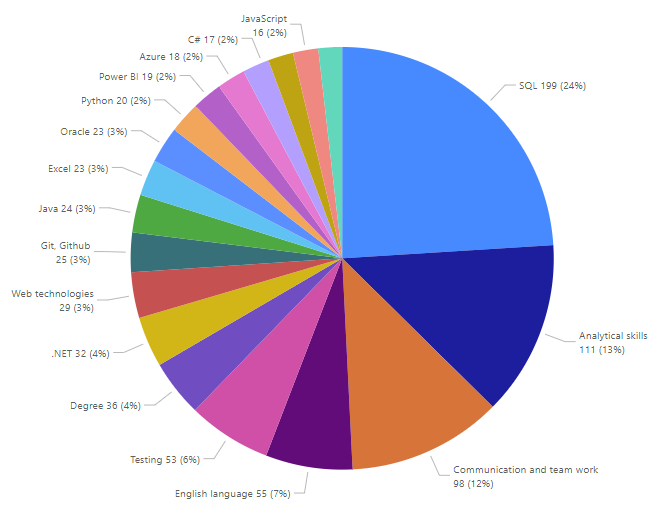 JavaScript
16 (2%)
C# 17 (2%)
Azure 18 (2%)
Power BI 19 (2%)
Python 20 (2%)
Oracle 23 (3%)
Excel 23 (3%)
Java 24 (3%)
Git, Github
25 (3%)
Web technologies
29 (3%)
.NET 32 (4%)
Degree 36 (4%)
Testing 53 (6%)
English language 55 (7%)
SQL 199 (24%)
Analytical skills
111 (13%)
Communication and team work
98 (12%)